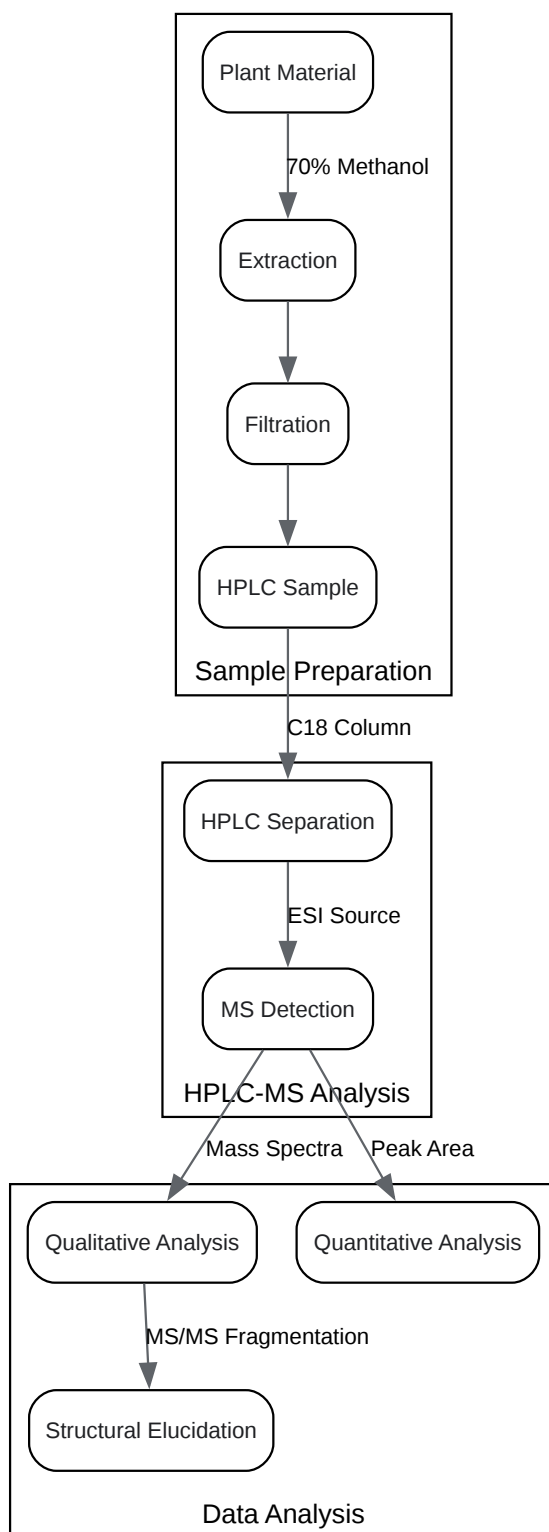 Plant Material
70% Methanol
Extraction
Filtration
HPLC Sample
Sample Preparation
C18 Column
HPLC Separation
ESI Source
MS Detection
HPLC-MS Analysis
Mass Spectra
Peak Area
Qualitative Analysis
Quantitative Analysis
MS/MS Fragmentation
Structural Elucidation
Data Analysis